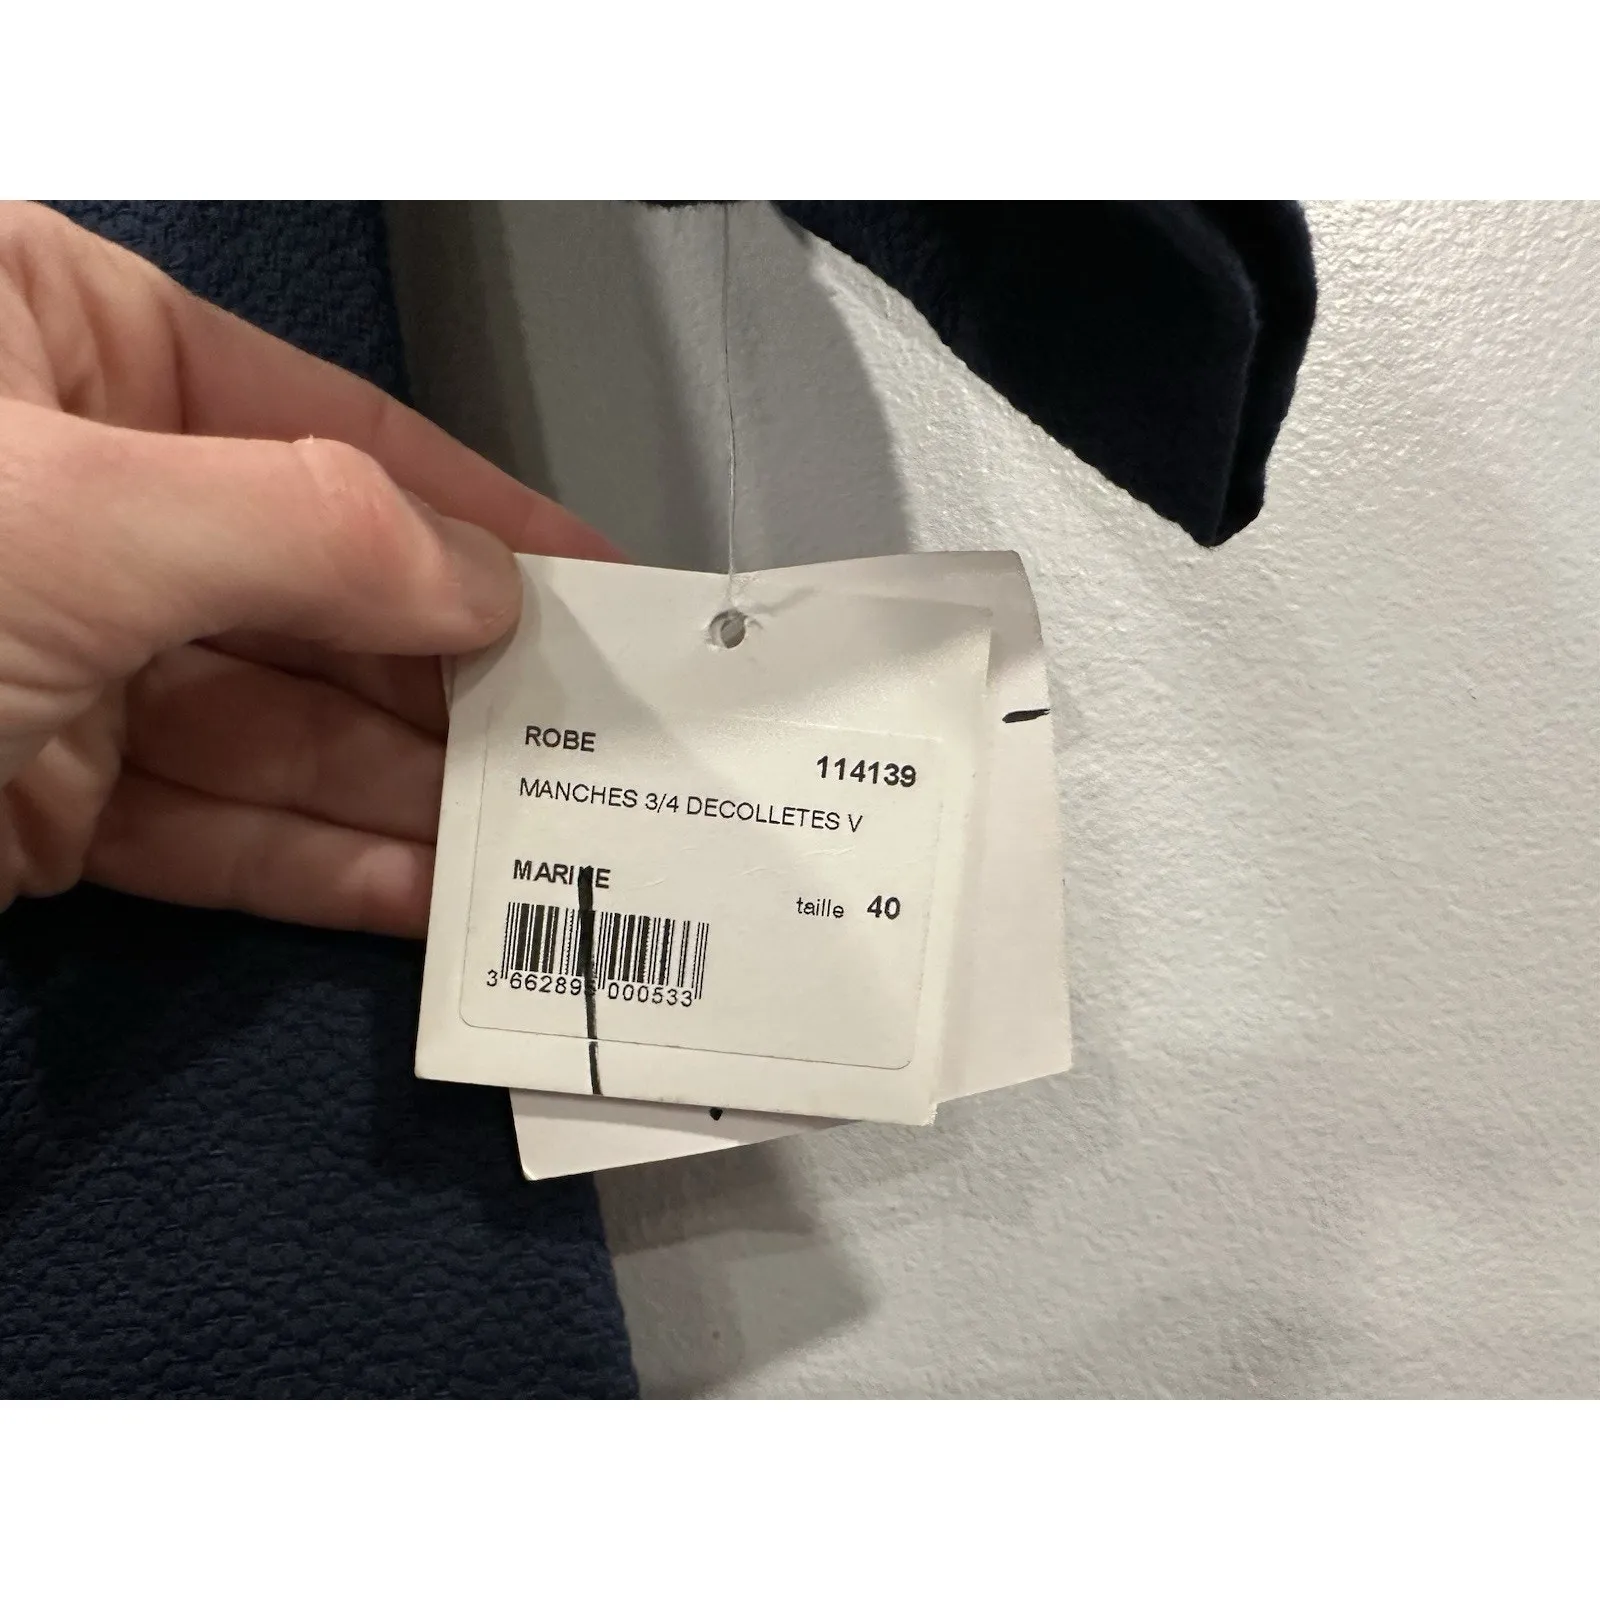 ROBE
114139
MANCHES 3/4 DECOLLETES V
MARINE
taille 40
3 662895 000533